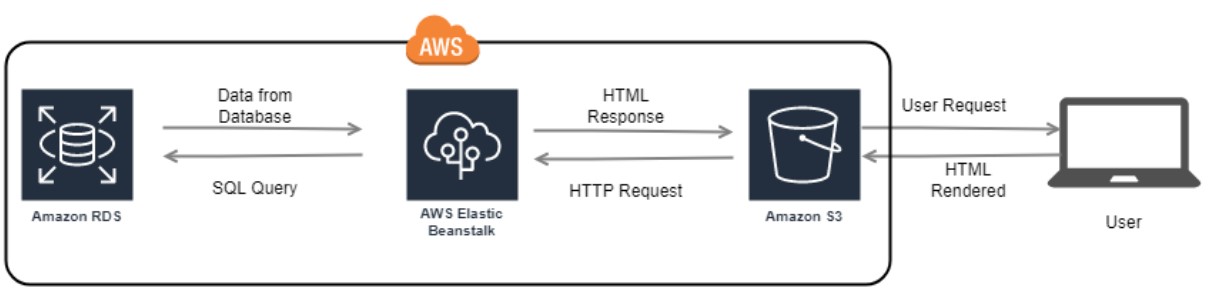 AWS
Data from
Database
HTML
Response
User Request
SQL Query
HTTP Request
HTML
Rendered
Amazon RDS
AWS Elastic
Beanstalk
Amazon S3
User